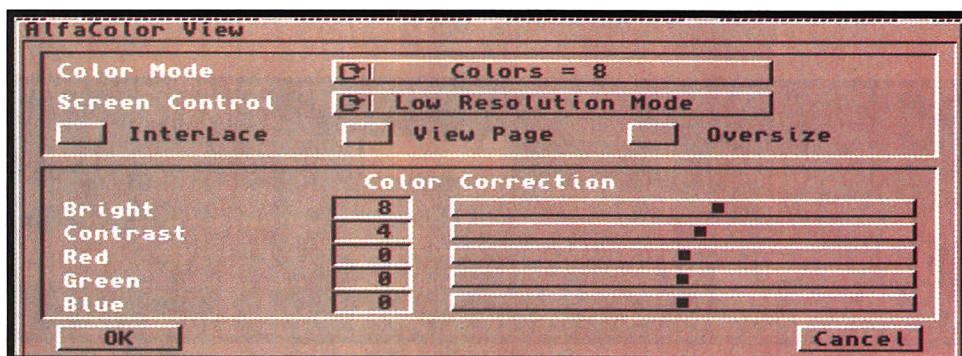 AlfaColor View
Color Mode Colors = 8
Screen Control Low Resolution Mode
InterLace View Page Oversize
Color Correction
Bright 8
Contrast 4
Red 0
Green 0
Blue 0
OK Cancel